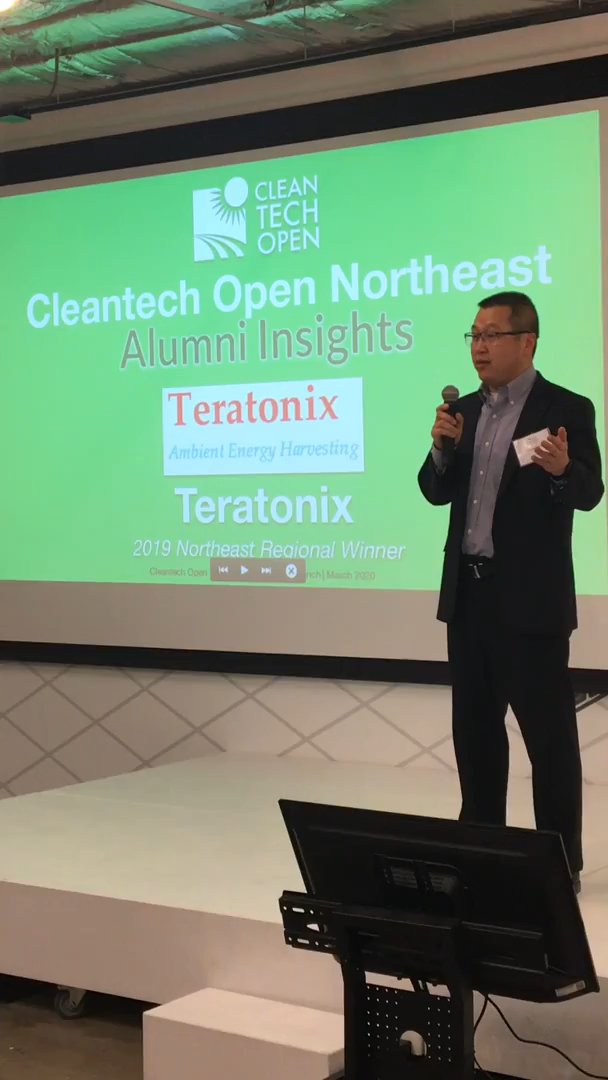 CLEAN
TECH
OPEN
Cleantech Open Northeast
Alumni Insights
Teratonix
Ambient Energy Harvesting
Teratonix
2019 Northeast Regional Winner
Cleantech Open nch | March 2020